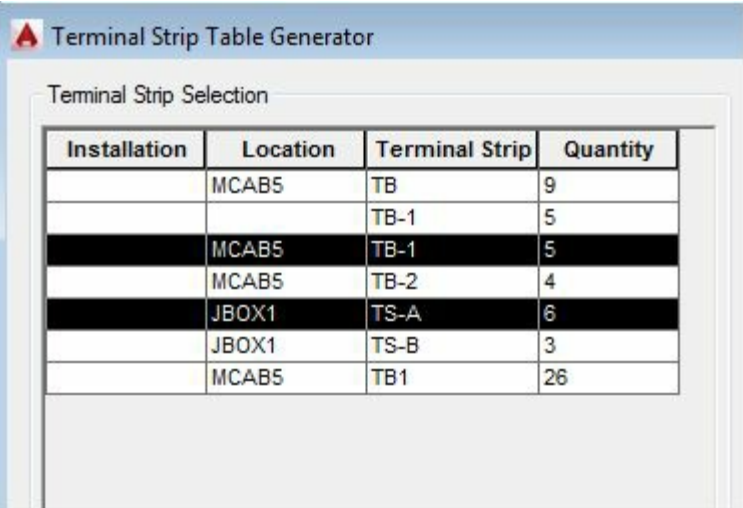 Terminal Strip Table Generator
Terminal Strip Selection
Installation Location Terminal Strip Quantity
MCAB5 TB 9
TB-1 5
MCAB5 TB-1 5
MCAB5 TB-2 4
JBOX1 TS-A 6
JBOX1 TS-B 3
MCAB5 TB1 26